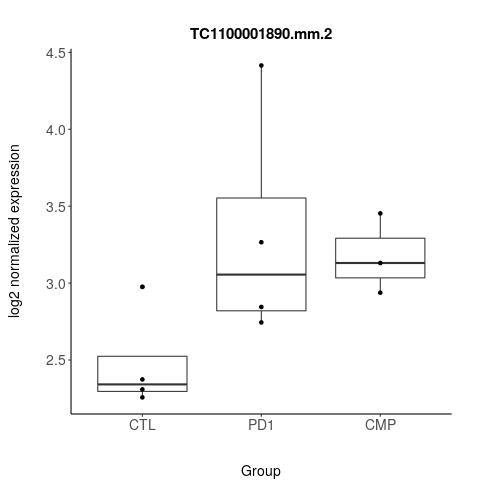 TC1100001890.mm.2
log2 normalized expression
4.5
4.0
3.5
3.0
2.5
CTL
PD1
CMP
Group